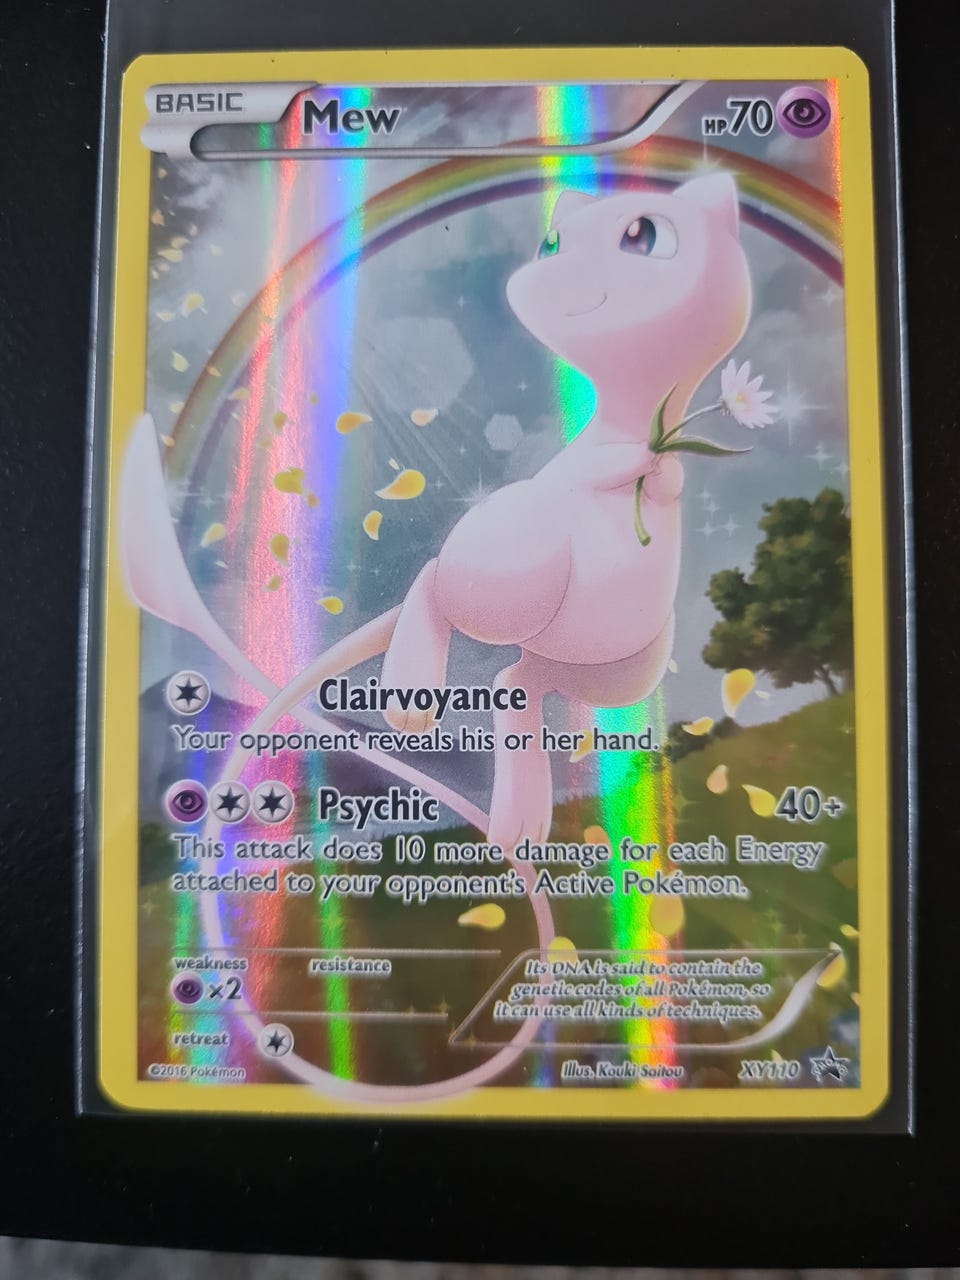 BASIC
Mew
HP70
Clairvoyance
Your opponent reveals his or her hand.
Psychic 40+
This attack does 10 more damage for each Energy
attached to your opponent's Active Pokémon.
weakness resistance
×2
retreat
Its DNA is said to contain the
genetic codes of all Pokémon, so
it can use all kinds of techniques.
©2016 Pokémon Illus. Kouki Saitou XY110
PROMO